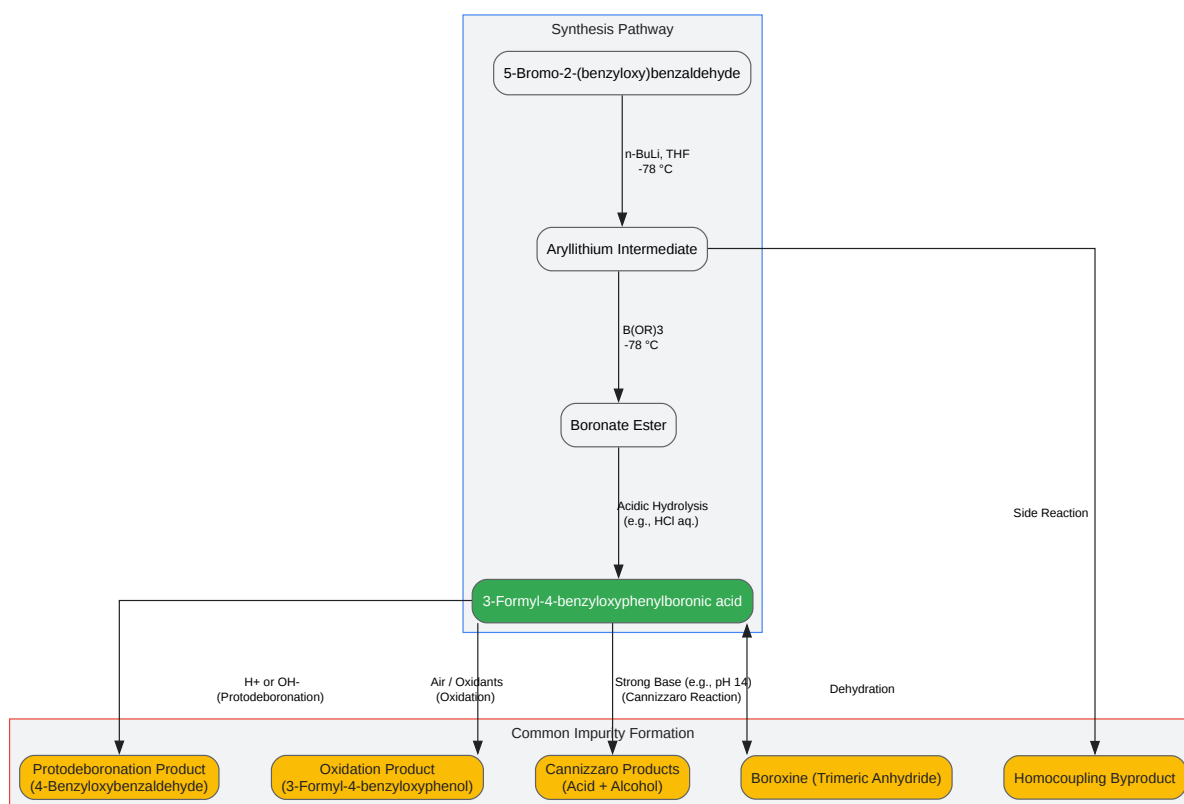 Synthesis Pathway
5-Bromo-2-(benzyloxy)benzaldehyde
n-BuLi, THF
-78 °C
Aryllithium Intermediate
B(OR)3
-78 °C
Boronate Ester
Acidic Hydrolysis
(e.g., HCl aq.)
Side Reaction
3-Formyl-4-benzyloxyphenylboronic acid
H+ or OH-
(Protodeboronation)
Air / Oxidants
(Oxidation)
Strong Base (e.g., pH 14)
(Cannizzaro Reaction)
Dehydration
Common Impurity Formation
Protodeboronation Product
(4-Benzyloxybenzaldehyde)
Oxidation Product
(3-Formyl-4-benzyloxyphenol)
Cannizzaro Products
(Acid + Alcohol)
Boroxine (Trimeric Anhydride)
Homocoupling Byproduct